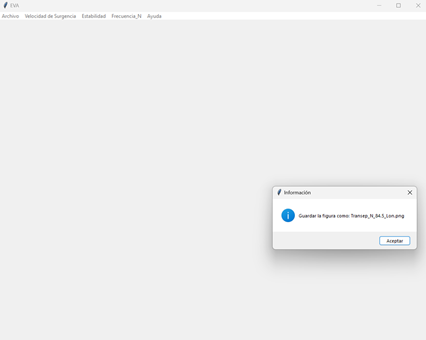 EVA
Archivo Velocidad de Surgencia Estabilidad Frecuencia_N Ayuda
Información
Guardar la figura como: Transep_N_84.5_Lon.png
Aceptar